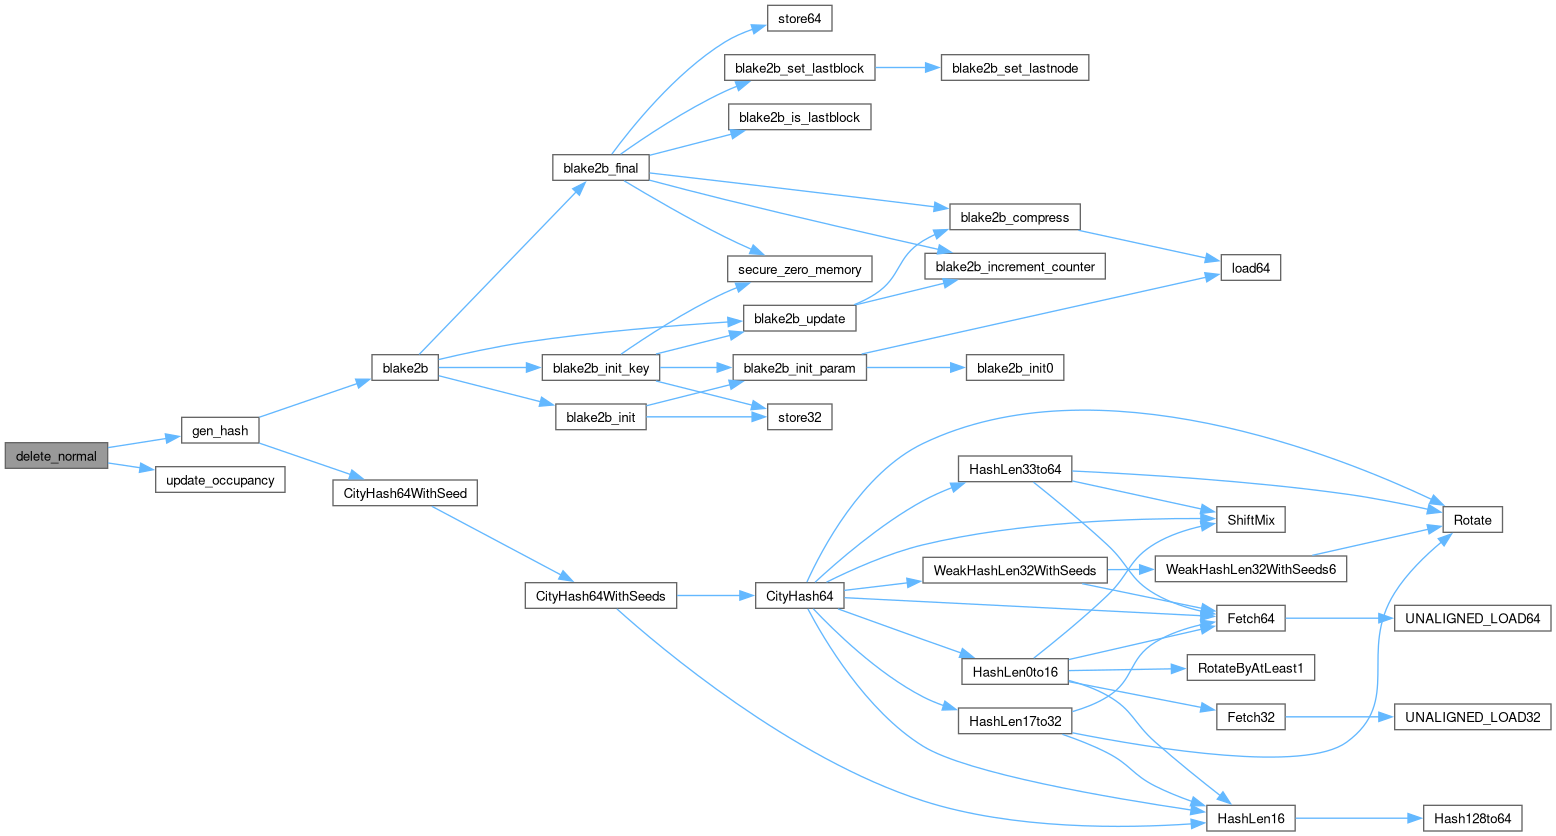 store64
blake2b_set_lastblock
blake2b_set_lastnode
blake2b_is_lastblock
blake2b_final
blake2b_compress
secure_zero_memory
blake2b_increment_counter
load64
blake2b_update
blake2b
blake2b_init_key
blake2b_init_param
blake2b_init0
blake2b_init
store32
gen_hash
delete_normal
update_occupancy
CityHash64WithSeed
HashLen33to64
ShiftMix
Rotate
WeakHashLen32WithSeeds
WeakHashLen32WithSeeds6
CityHash64WithSeeds
CityHash64
Fetch64
UNALIGNED_LOAD64
HashLen0to16
RotateByAtLeast1
HashLen17to32
Fetch32
UNALIGNED_LOAD32
HashLen16
Hash128to64